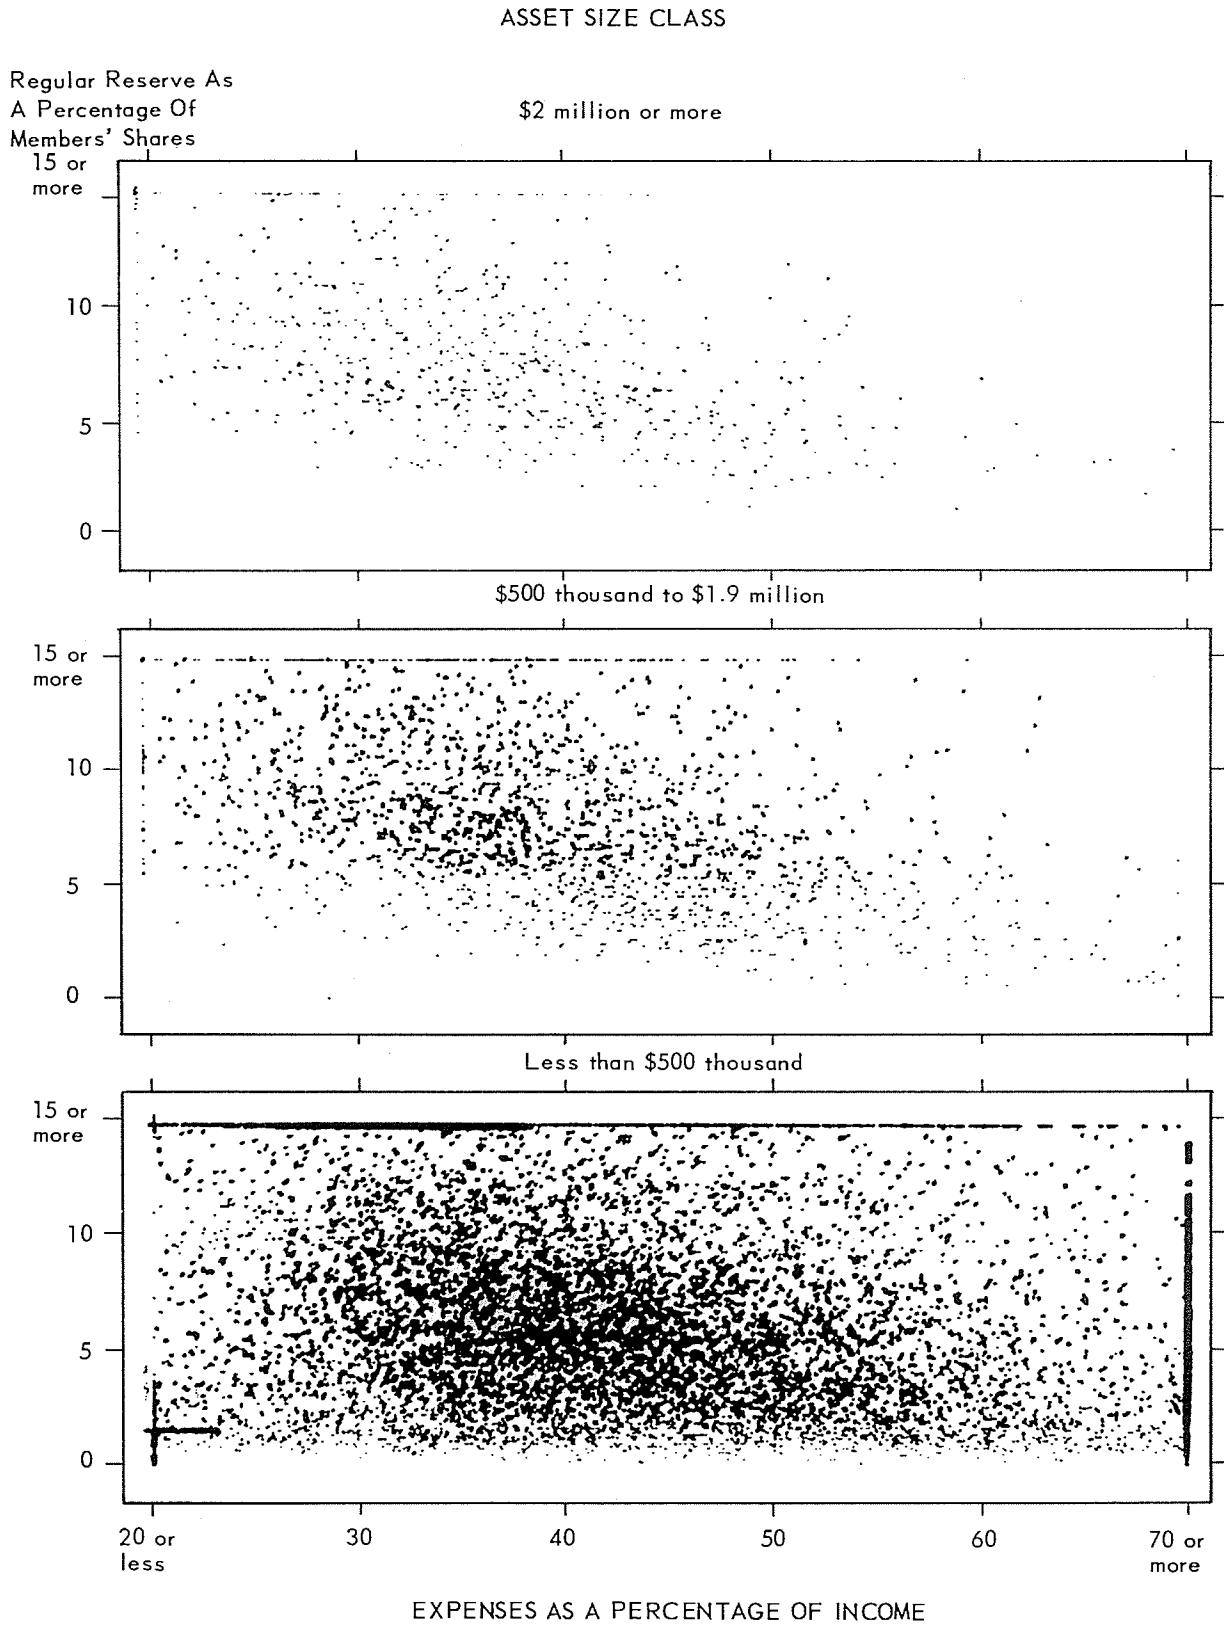 ASSET SIZE CLASS
Regular Reserve As
A Percentage Of
Members' Shares
$2 million or more
15 or
more
10
5
0
$500 thousand to $1.9 million
15 or
more
10
5
0
Less than $500 thousand
15 or
more
10
5
0
20 or
less
30
40
50
60
70 or
more
EXPENSES AS A PERCENTAGE OF INCOME